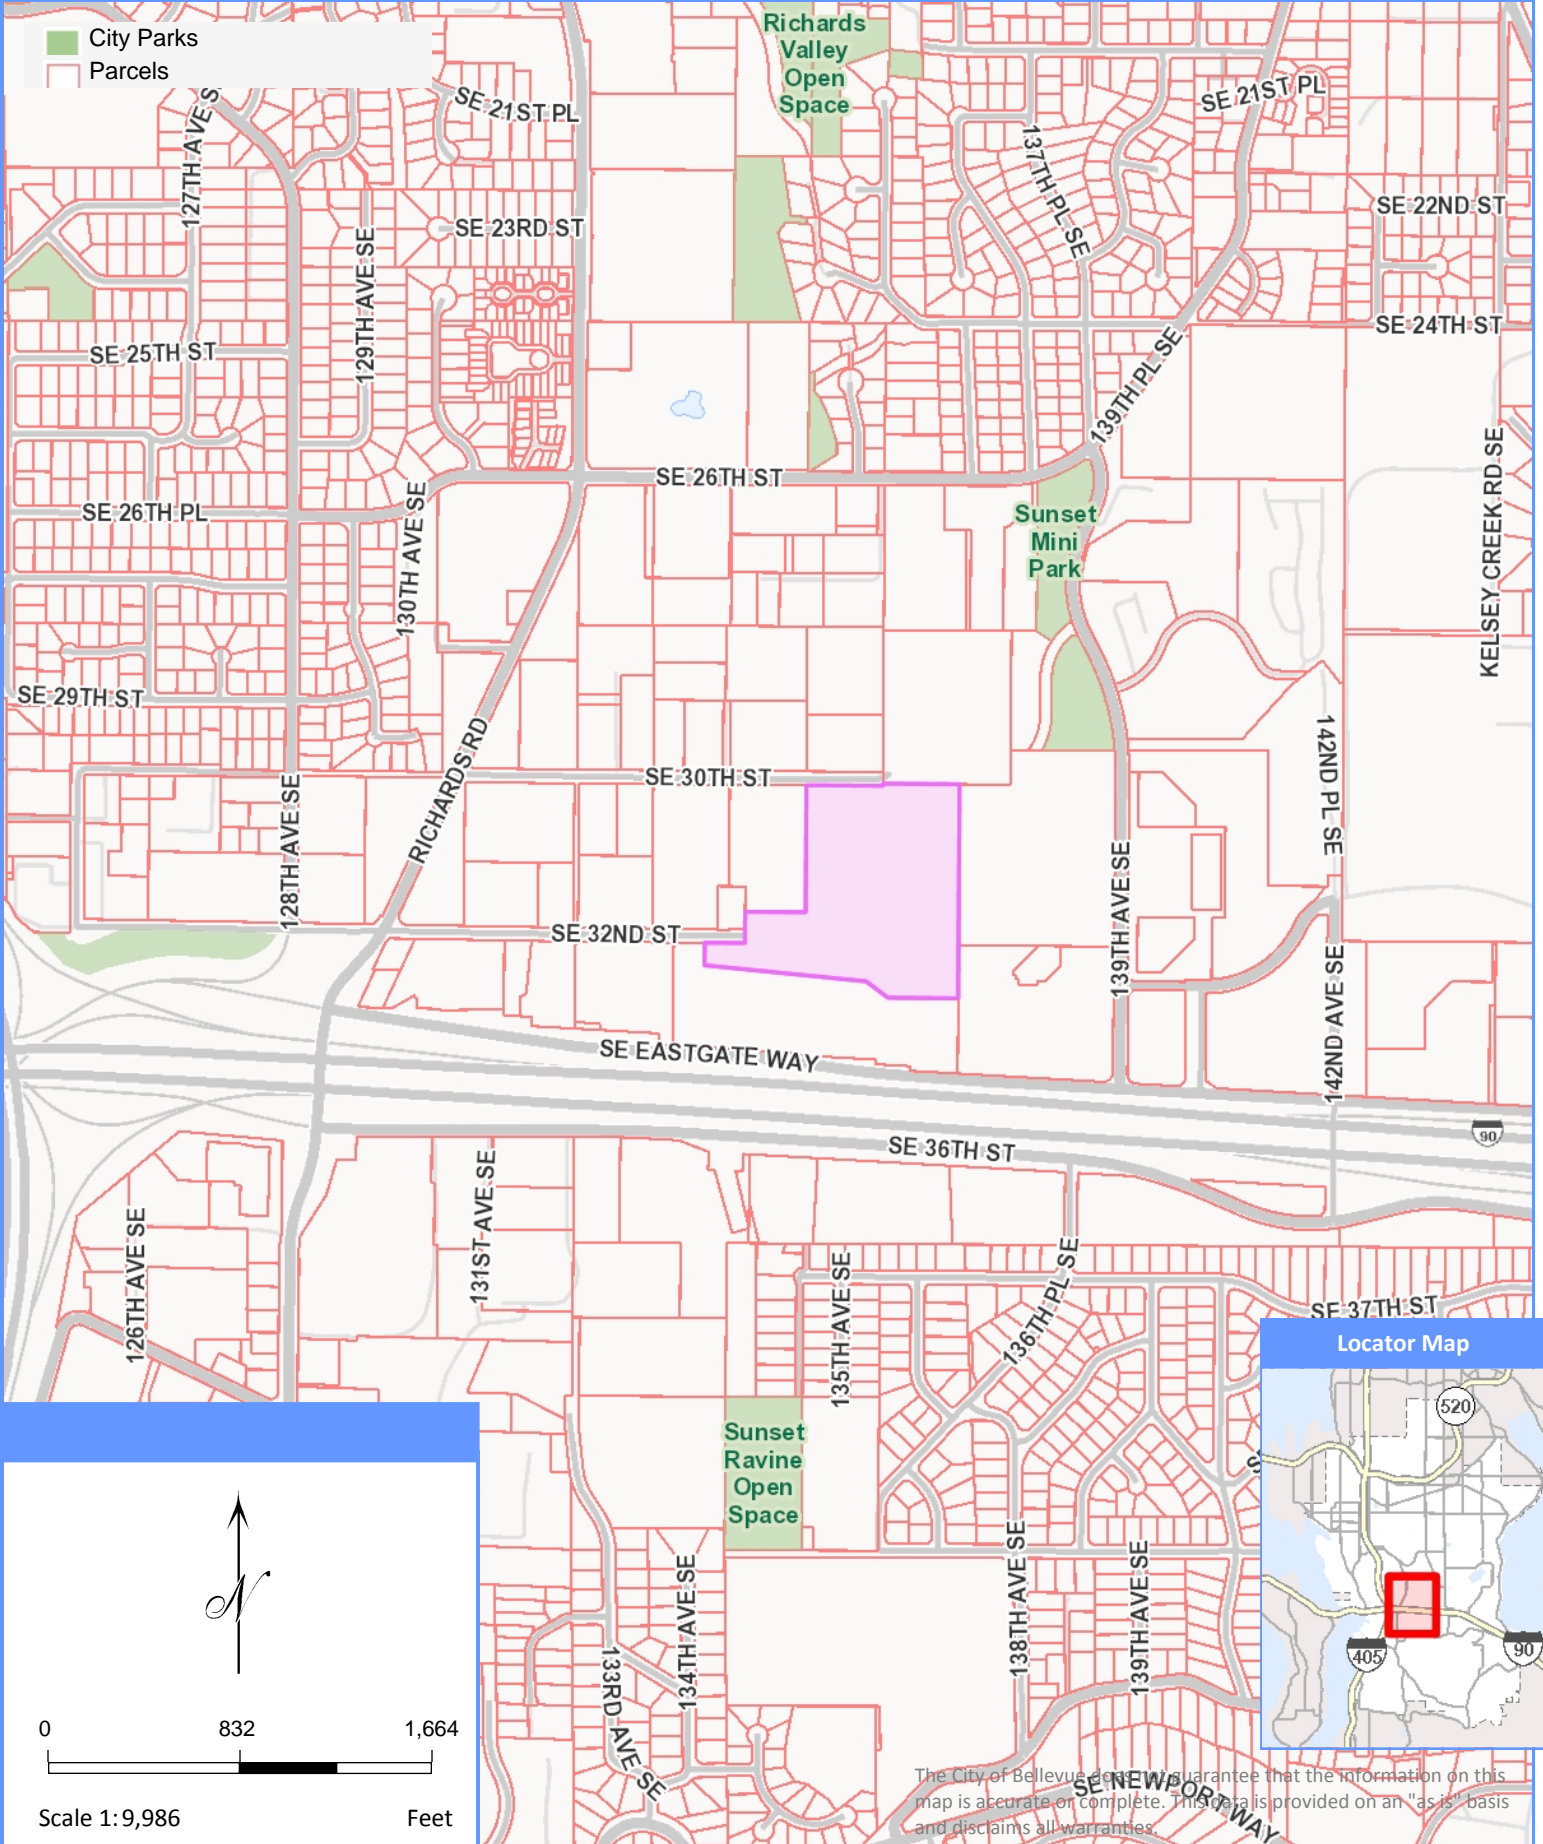 City Parks
Parcels
Richards
Valley
Open
Space
SE 21ST PL
SE 21ST PL
127TH AVE S
137TH PL SE
SE 22ND ST
SE 23RD ST
129TH AVE SE
SE 24TH ST
SE 25TH ST
139TH PL SE
SE 26TH ST
SE 26TH PL
130TH AVE SE
Sunset
Mini
Park
KELSEY CREEK RD SE
SE 29TH ST
RICHARDS RD
SE 30TH ST
142ND PL SE
128TH AVE SE
139TH AVE SE
SE 32ND ST
142ND AVE SE
SE EASTGATE WAY
90
SE 36TH ST
131ST AVE SE
126TH AVE SE
135TH AVE SE
136TH PL SE
SE 37TH ST
Locator Map
520
405
90
Sunset
Ravine
Open
Space
138TH AVE SE
139TH AVE SE
134TH AVE SE
133RD AVE SE
SE NEWPORT WAY
N
0 832 1,664
Scale 1: 9,986 Feet
The City of Bellevue does not guarantee that the information on this
map is accurate or complete. This data is provided on an "as is" basis
and disclaims all warranties.